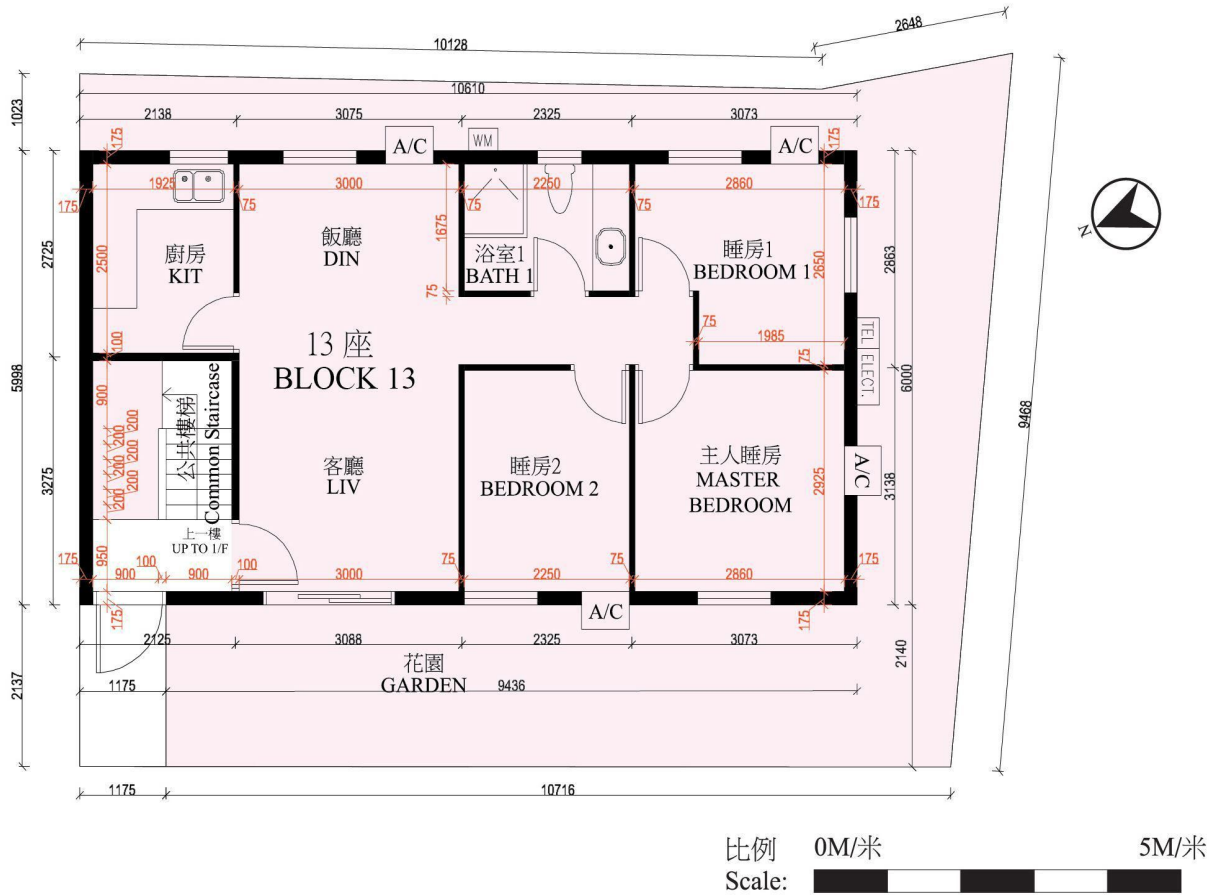 2648
10128
10610
1023
2138
3075
2325
3073
175
A/C
WM
A/C
175
1925
3000
2250
2860
175
75
75
75
175
N
2725
2500
廚房
KIT
飯廳
DIN
1675
浴室1
BATH 1
睡房1
BEDROOM 1
2650
2863
75
TEL
ELECT.
100
13 座
BLOCK 13
75
1985
75
5998
6000
9468
900
公共樓梯
Common Staircase
200
200
200
200
200
3275
客廳
LIV
睡房2
BEDROOM 2
主人睡房
MASTER
BEDROOM
2925
A/C
3138
上一樓
UP TO 1/F
950
175
900
100
900
100
3000
75
2250
75
2860
175
175
A/C
175
2125
3088
2325
3073
2137
2140
花園
GARDEN
1175
9436
1175
10716
比例
0M/米
5M/米
Scale: